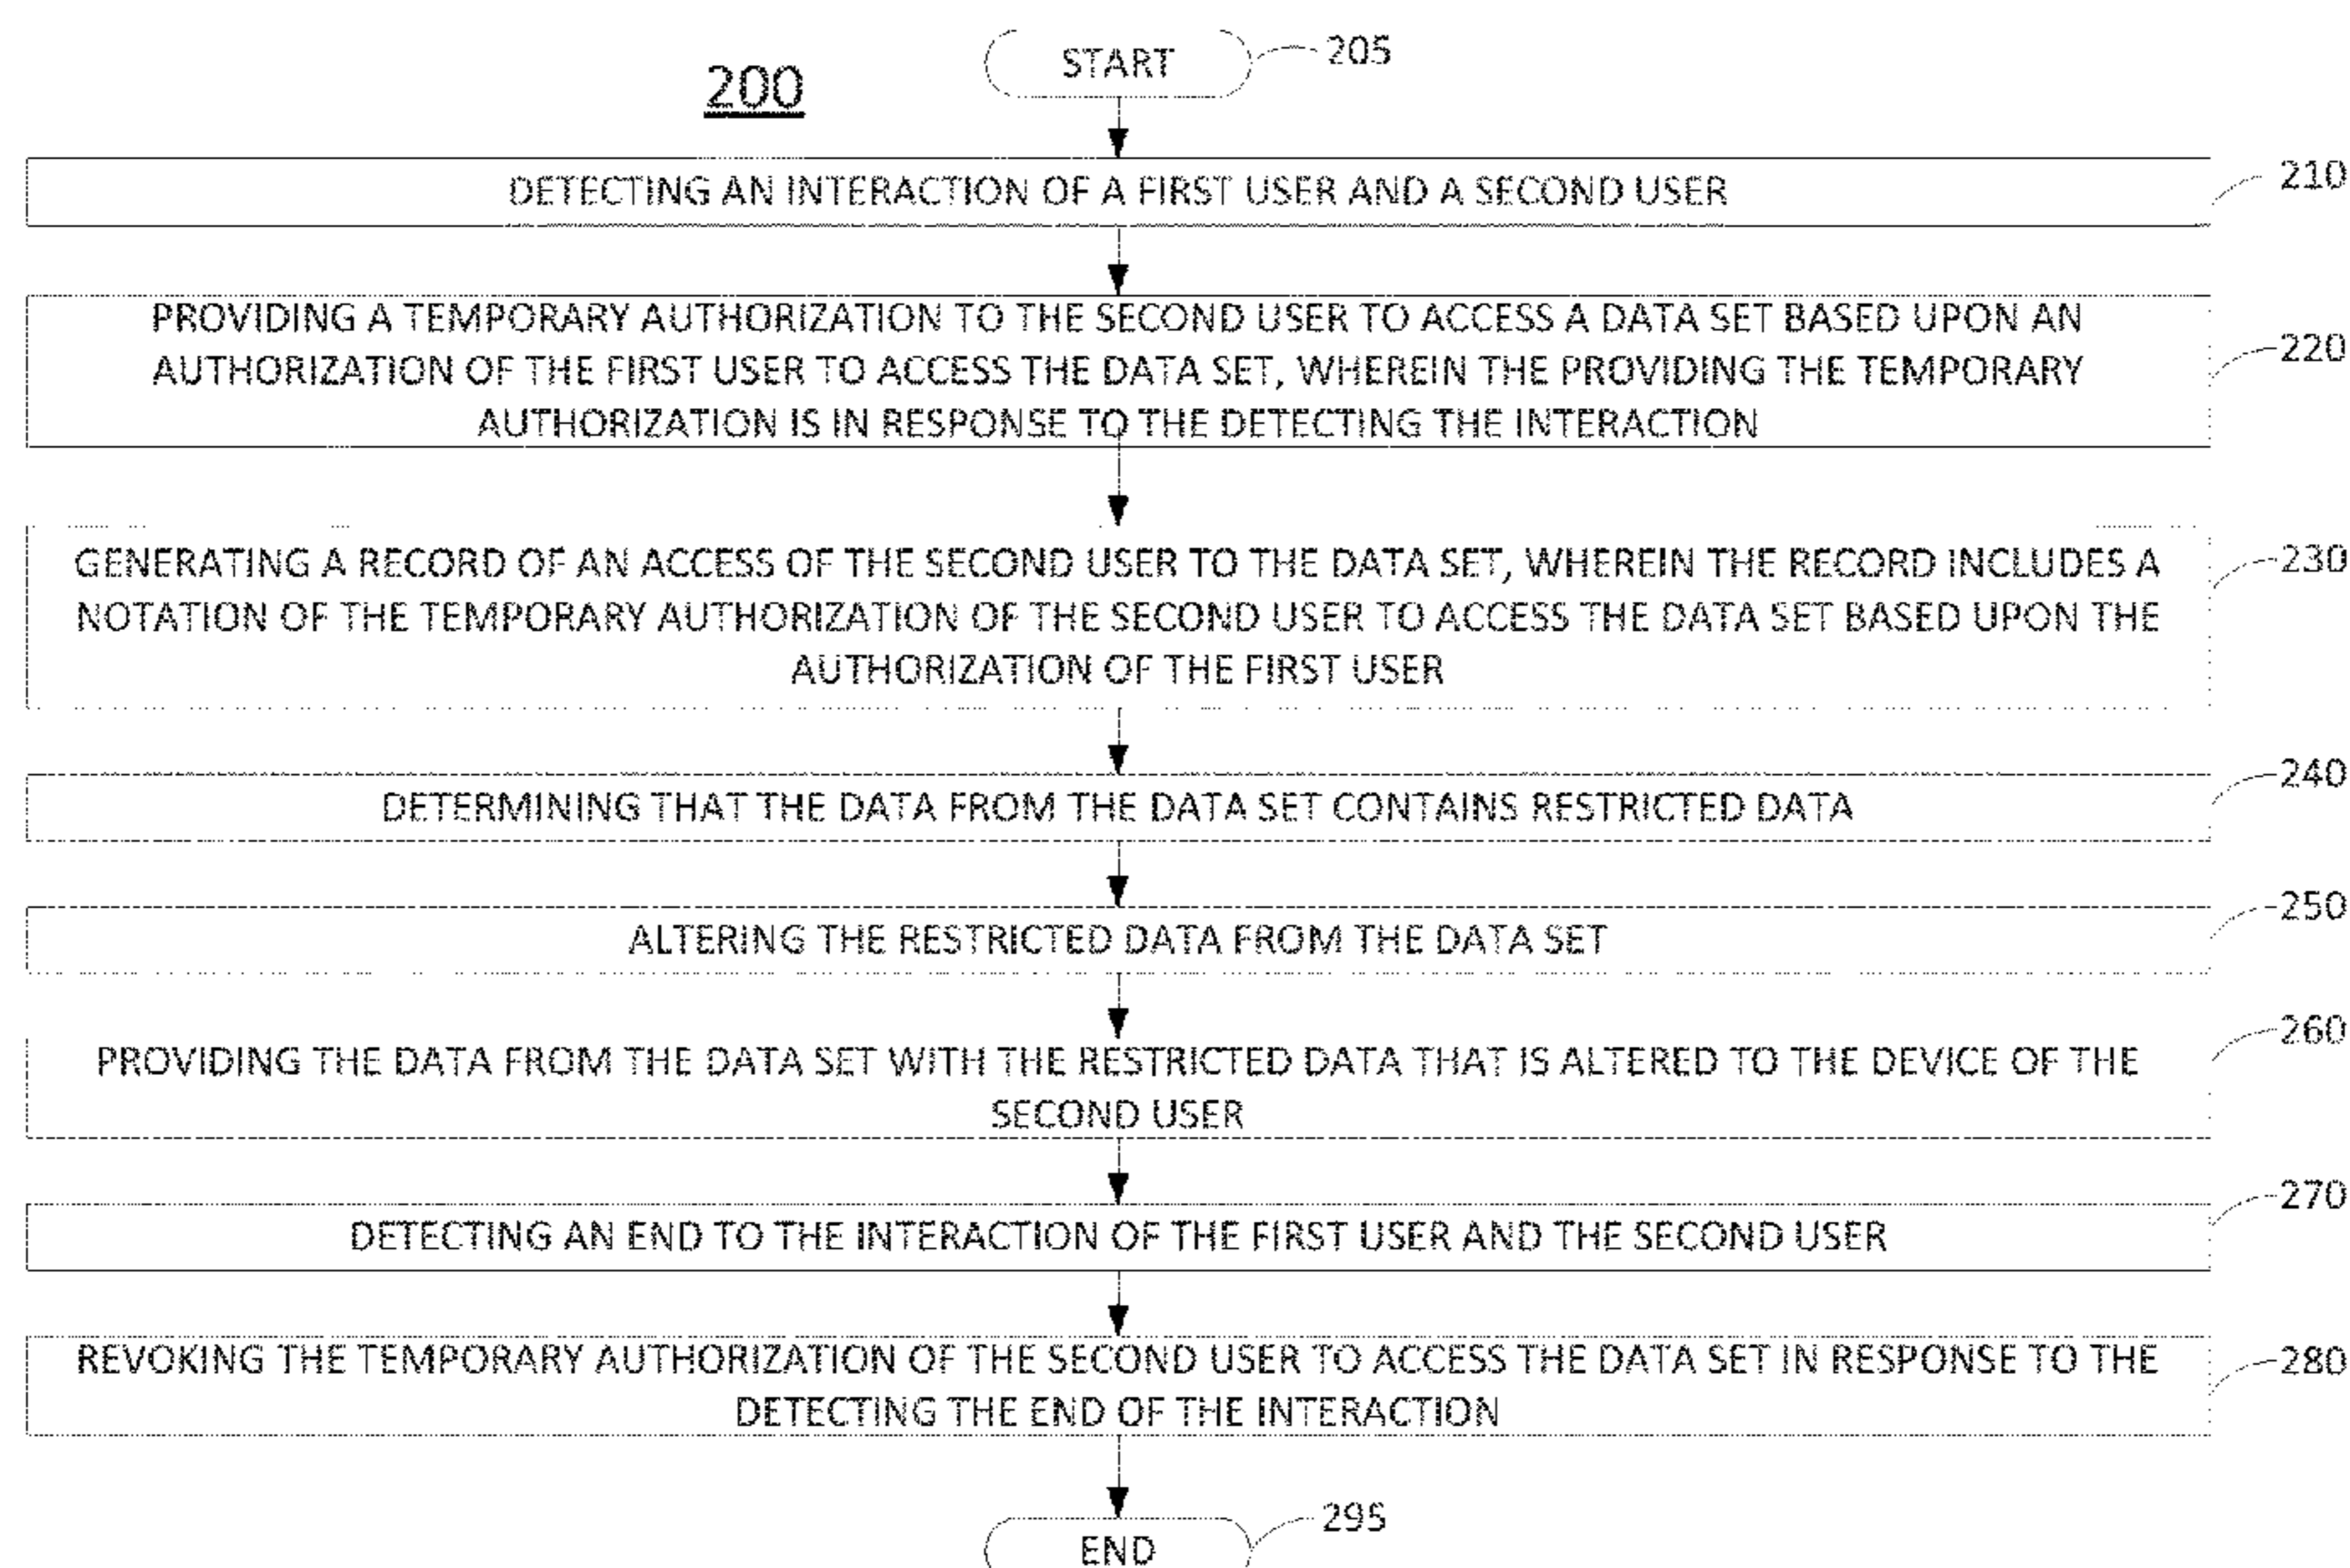 START
205
200
DETECTING AN INTERACTION OF A FIRST USER AND A SECOND USER
210
PROVIDING A TEMPORARY AUTHORIZATION TO THE SECOND USER TO ACCESS A DATA SET BASED UPON AN
AUTHORIZATION OF THE FIRST USER TO ACCESS THE DATA SET, WHEREIN THE PROVIDING THE TEMPORARY
AUTHORIZATION IS IN RESPONSE TO THE DETECTING THE INTERACTION
220
GENERATING A RECORD OF AN ACCESS OF THE SECOND USER TO THE DATA SET, WHEREIN THE RECORD INCLUDES A
NOTATION OF THE TEMPORARY AUTHORIZATION OF THE SECOND USER TO ACCESS THE DATA SET BASED UPON THE
AUTHORIZATION OF THE FIRST USER
230
DETERMINING THAT THE DATA FROM THE DATA SET CONTAINS RESTRICTED DATA
240
ALTERING THE RESTRICTED DATA FROM THE DATA SET
250
PROVIDING THE DATA FROM THE DATA SET WITH THE RESTRICTED DATA THAT IS ALTERED TO THE DEVICE OF THE
SECOND USER
260
DETECTING AN END TO THE INTERACTION OF THE FIRST USER AND THE SECOND USER
270
REVOKING THE TEMPORARY AUTHORIZATION OF THE SECOND USER TO ACCESS THE DATA SET IN RESPONSE TO THE
DETECTING THE END OF THE INTERACTION
280
END
295